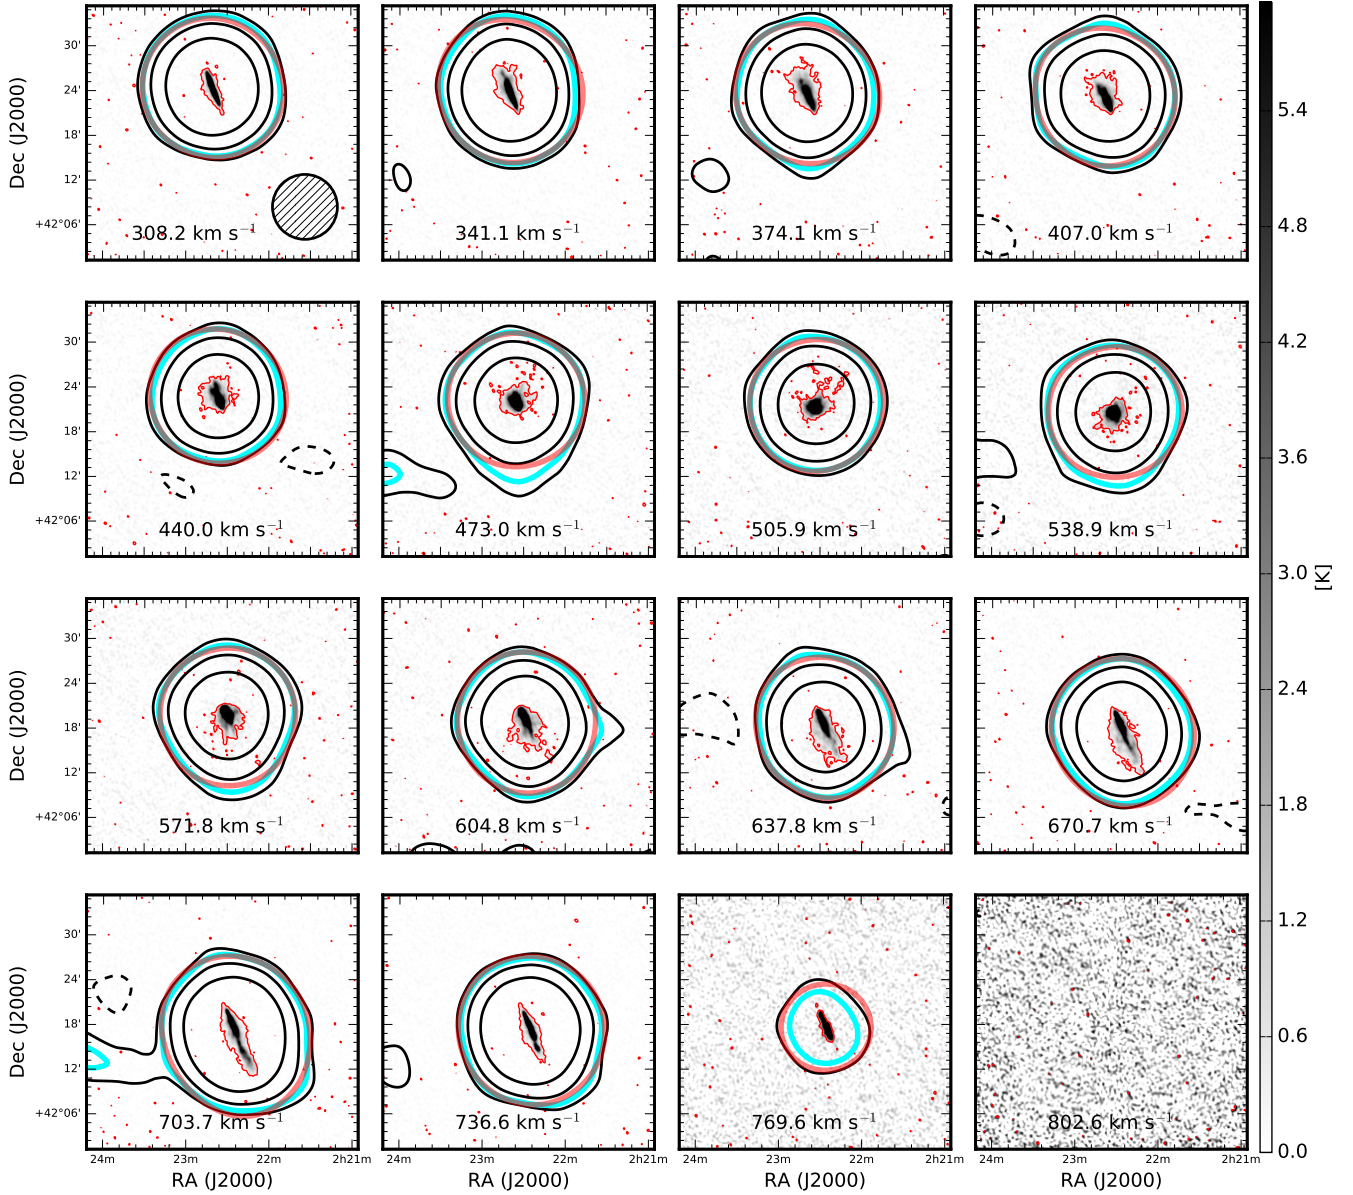 Dec (J2000)
30'
24'
18'
12'
+42°06'
308.2 km s⁻¹
341.1 km s⁻¹
374.1 km s⁻¹
407.0 km s⁻¹
Dec (J2000)
30'
24'
18'
12'
+42°06'
440.0 km s⁻¹
473.0 km s⁻¹
505.9 km s⁻¹
538.9 km s⁻¹
Dec (J2000)
30'
24'
18'
12'
+42°06'
571.8 km s⁻¹
604.8 km s⁻¹
637.8 km s⁻¹
670.7 km s⁻¹
Dec (J2000)
30'
24'
18'
12'
+42°06'
703.7 km s⁻¹
736.6 km s⁻¹
769.6 km s⁻¹
802.6 km s⁻¹
24m 23m 22m 2h21m
24m 23m 22m 2h21m
24m 23m 22m 2h21m
24m 23m 22m 2h21m
RA (J2000)
RA (J2000)
RA (J2000)
RA (J2000)
5.4
4.8
4.2
3.6
3.0
2.4
1.8
1.2
0.6
0.0
[K]